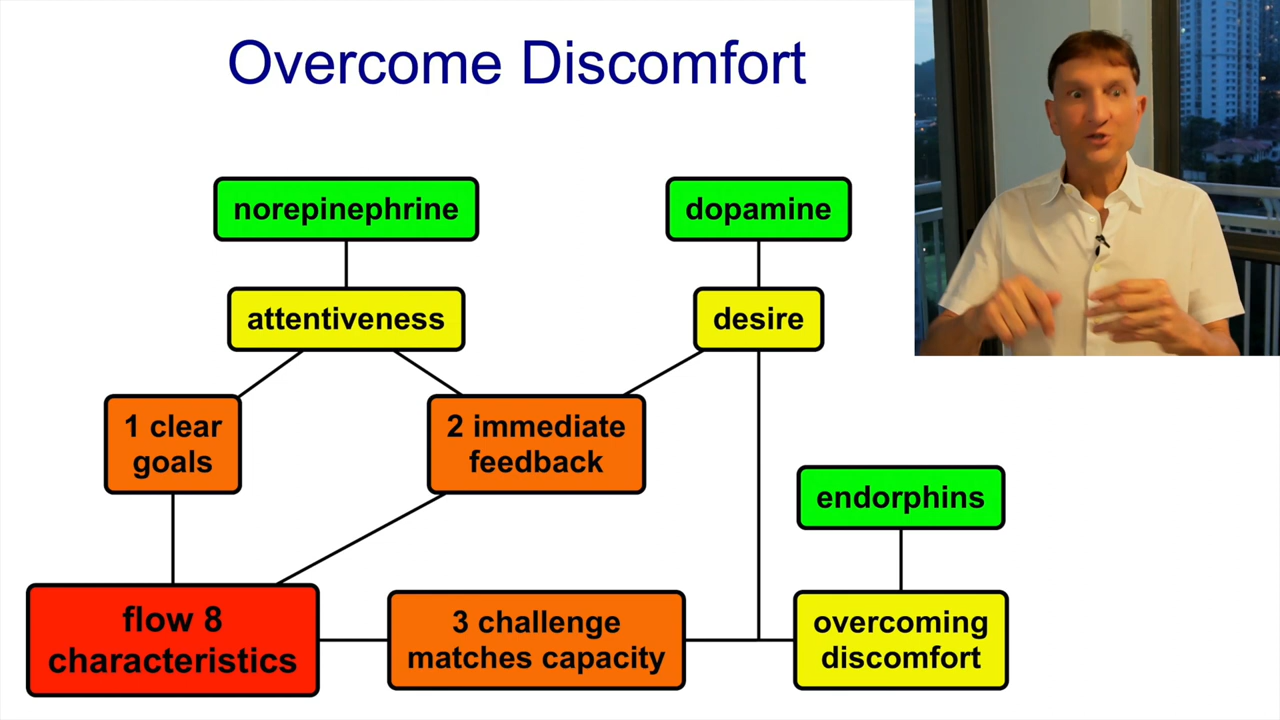 Overcome Discomfort
norepinephrine
dopamine
attentiveness
desire
1 clear
goals
2 immediate
feedback
endorphins
flow 8
characteristics
3 challenge
matches capacity
overcoming
discomfort